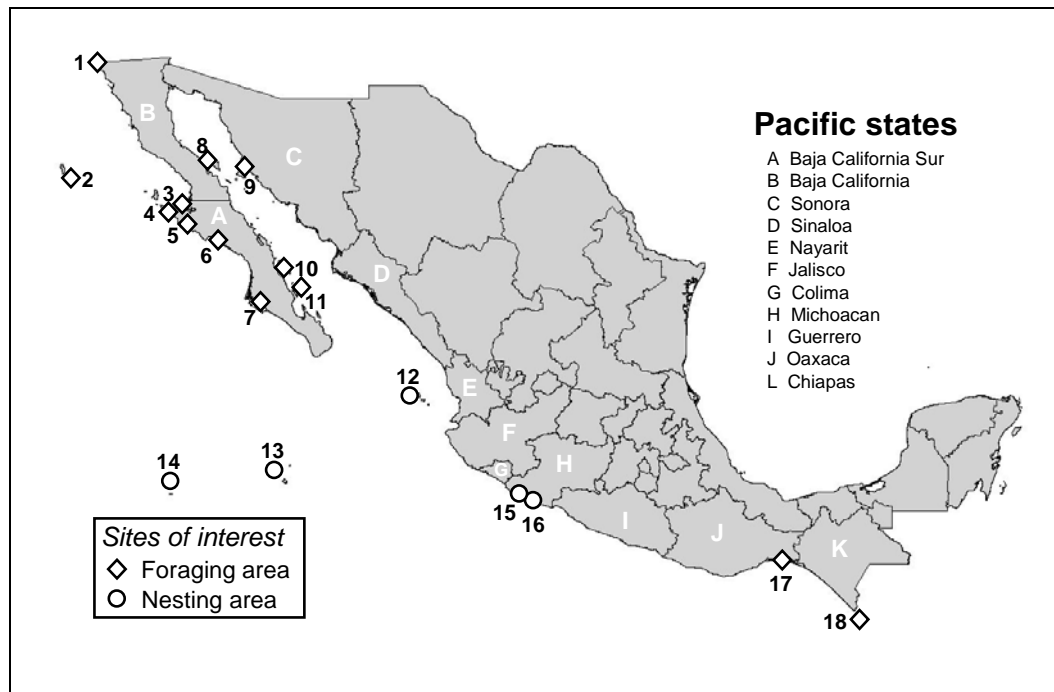 1
B
8
C
9
2
3
4
A
5
6
10
11
7
D
12
E
F
13
14
G
H
15
16
I
J
K
17
18
Pacific states
A Baja California Sur
B Baja California
C Sonora
D Sinaloa
E Nayarit
F Jalisco
G Colima
H Michoacan
I Guerrero
J Oaxaca
L Chiapas
Sites of interest
Foraging area
Nesting area